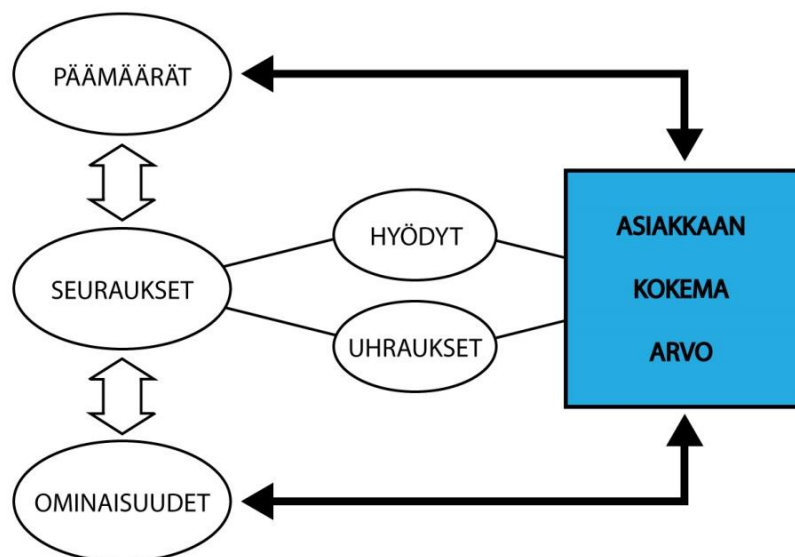 PÄÄMÄÄRÄT
SEURAUKSET
OMINAISUUDET
HYÖDYT
UHRAUKSET
ASIAKKAAN
KOKEMA
ARVO